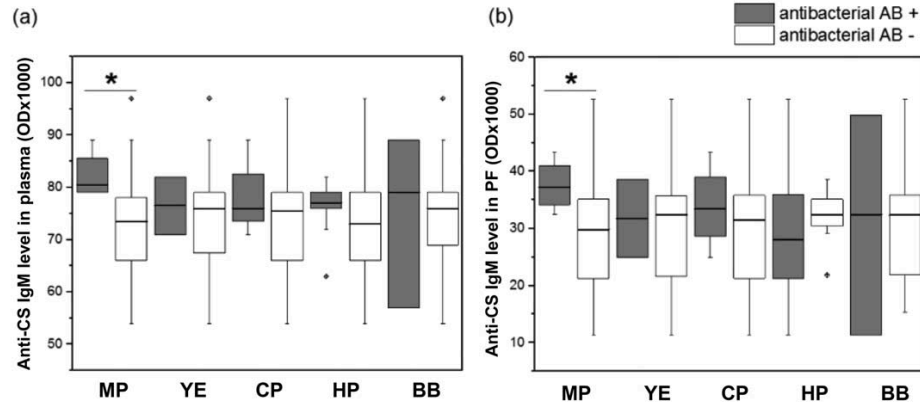 (a)
(b)
antibacterial AB +
antibacterial AB -
Anti-CS IgM level in plasma (ODx1000)
100
90
80
70
60
50
*
MP YE CP HP BB
Anti-CS IgM level in PF (ODx1000)
60
50
40
30
20
10
*
MP YE CP HP BB